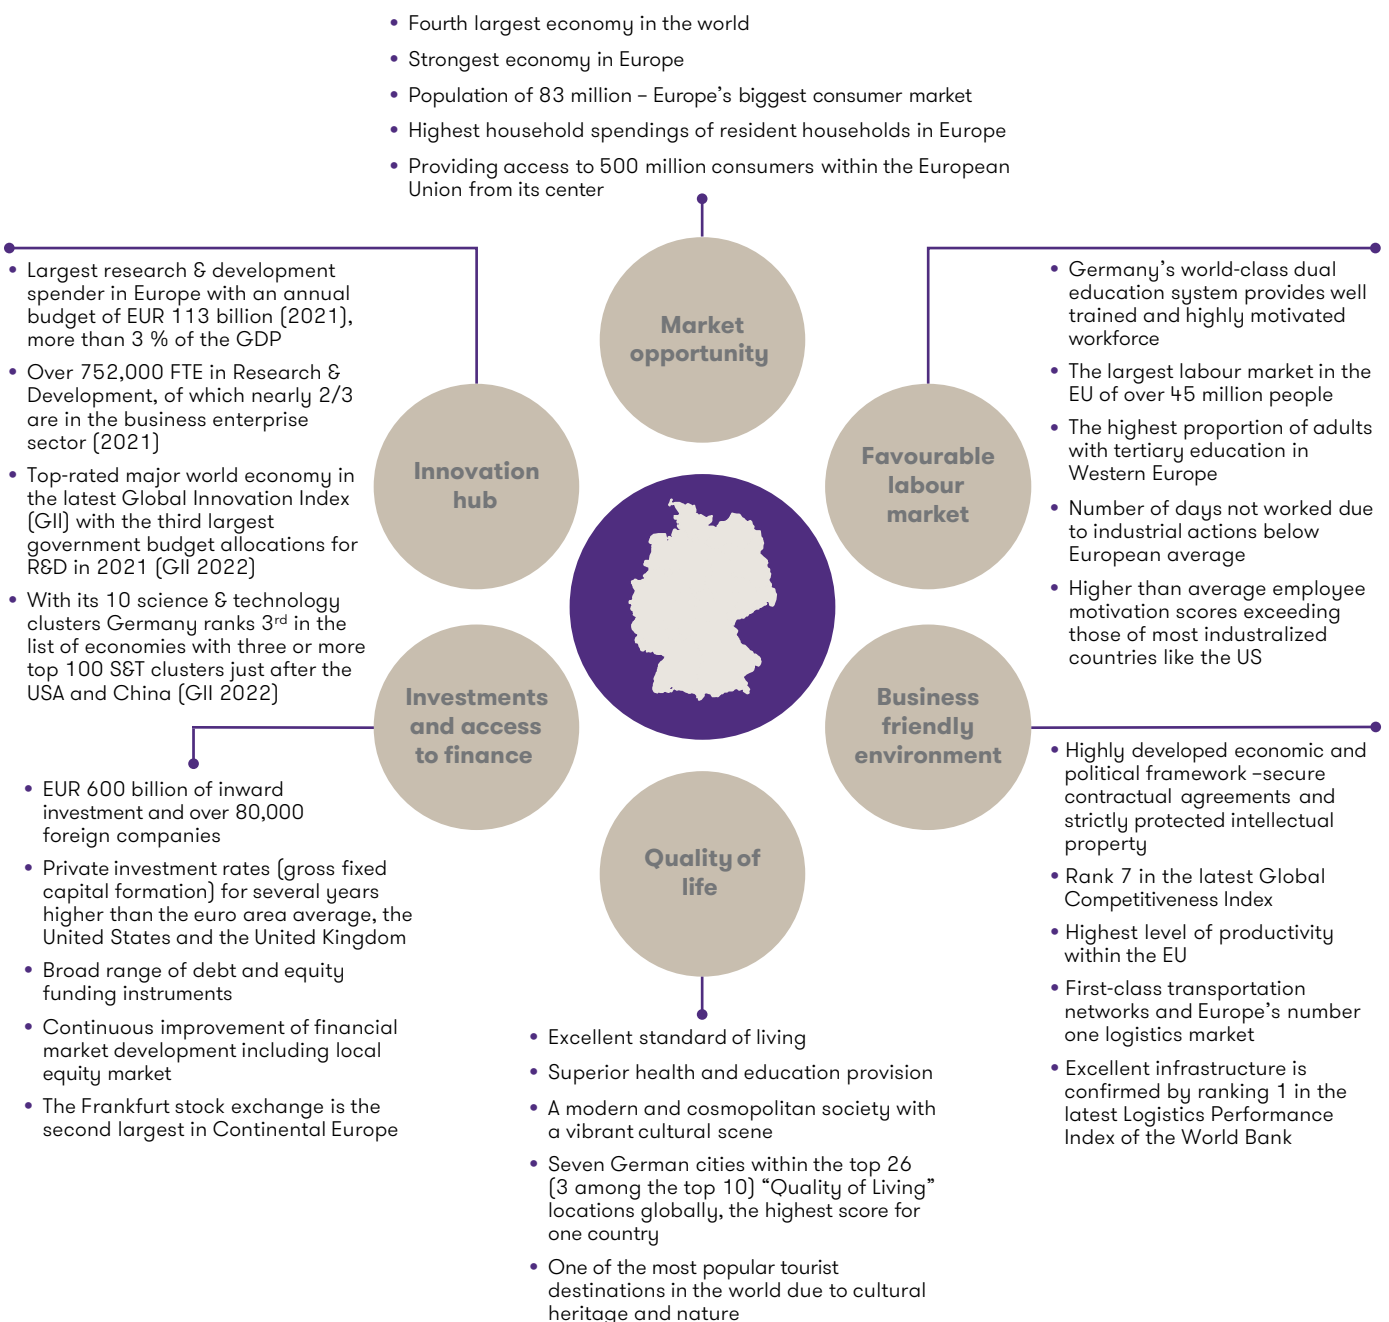 • Fourth largest economy in the world
• Strongest economy in Europe
• Population of 83 million – Europe’s biggest consumer market
• Highest household spendings of resident households in Europe
• Providing access to 500 million consumers within the European
Union from its center
Market
opportunity
• Largest research & development
spender in Europe with an annual
budget of EUR 113 billion (2021),
more than 3 % of the GDP
• Over 752,000 FTE in Research &
Development, of which nearly 2/3
are in the business enterprise
sector (2021)
• Top-rated major world economy in
the latest Global Innovation Index
(GII) with the third largest
government budget allocations for
R&D in 2021 (GII 2022)
• With its 10 science & technology
clusters Germany ranks 3rd in the
list of economies with three or more
top 100 S&T clusters just after the
USA and China (GII 2022)
Innovation
hub
Favourable
labour
market
• Germany’s world-class dual
education system provides well
trained and highly motivated
workforce
• The largest labour market in the
EU of over 45 million people
• The highest proportion of adults
with tertiary education in
Western Europe
• Number of days not worked due
to industrial actions below
European average
• Higher than average employee
motivation scores exceeding
those of most industralized
countries like the US
Investments
and access
to finance
• EUR 600 billion of inward
investment and over 80,000
foreign companies
• Private investment rates (gross fixed
capital formation) for several years
higher than the euro area average, the
United States and the United Kingdom
• Broad range of debt and equity
funding instruments
• Continuous improvement of financial
market development including local
equity market
• The Frankfurt stock exchange is the
second largest in Continental Europe
Business
friendly
environment
• Highly developed economic and
political framework –secure
contractual agreements and
strictly protected intellectual
property
• Rank 7 in the latest Global
Competitiveness Index
• Highest level of productivity
within the EU
• First-class transportation
networks and Europe’s number
one logistics market
• Excellent infrastructure is
confirmed by ranking 1 in the
latest Logistics Performance
Index of the World Bank
Quality of
life
• Excellent standard of living
• Superior health and education provision
• A modern and cosmopolitan society with
a vibrant cultural scene
• Seven German cities within the top 26
(3 among the top 10) “Quality of Living”
locations globally, the highest score for
one country
• One of the most popular tourist
destinations in the world due to cultural
heritage and nature